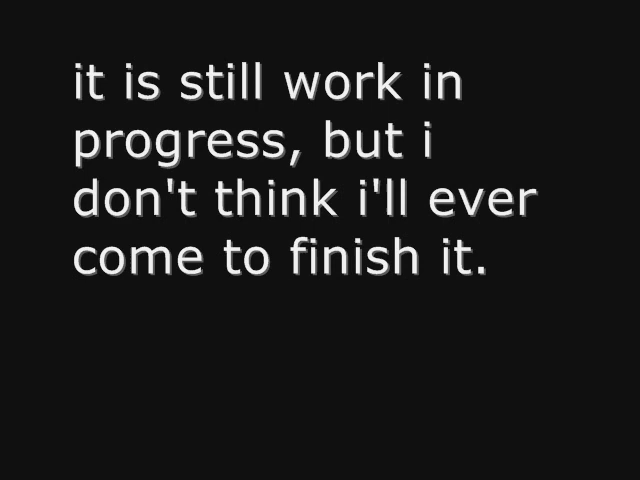 it is still work in
progress, but i
don't think i'll ever
come to finish it.